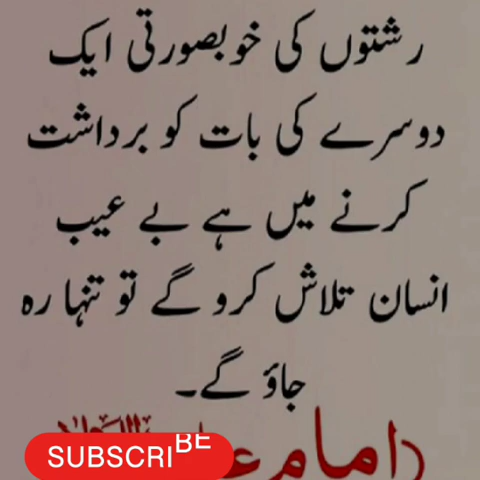 رشتوں کی خوبصورتی ایک
دوسرے کی بات کو برداشت
کرنے میں ہے بے عیب
انسان تلاش کرو گے تو تنہا رہ
جاؤ گے۔
امام
SUBSCRIBE